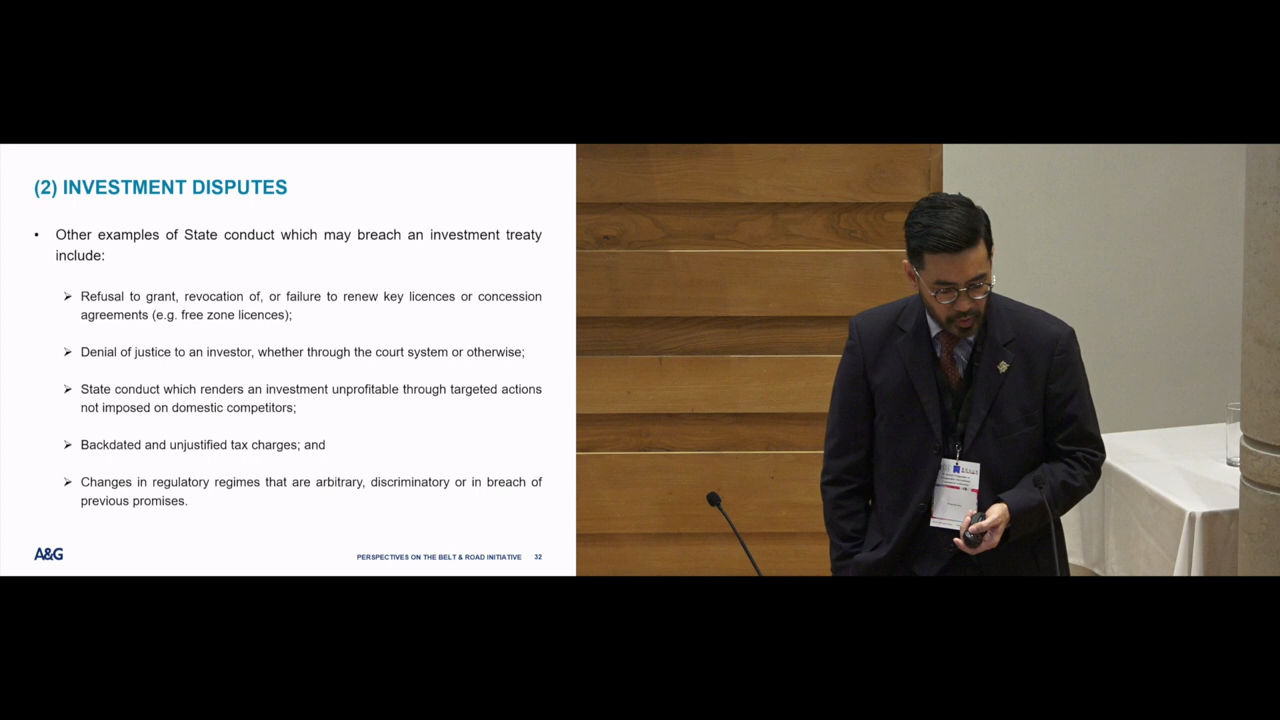 (2) INVESTMENT DISPUTES
• Other examples of State conduct which may breach an investment treaty
include:
➢ Refusal to grant, revocation of, or failure to renew key licences or concession
agreements (e.g. free zone licences);
➢ Denial of justice to an investor, whether through the court system or otherwise;
➢ State conduct which renders an investment unprofitable through targeted actions
not imposed on domestic competitors;
➢ Backdated and unjustified tax charges; and
➢ Changes in regulatory regimes that are arbitrary, discriminatory or in breach of
previous promises.
A&G
PERSPECTIVES ON THE BELT & ROAD INITIATIVE 32